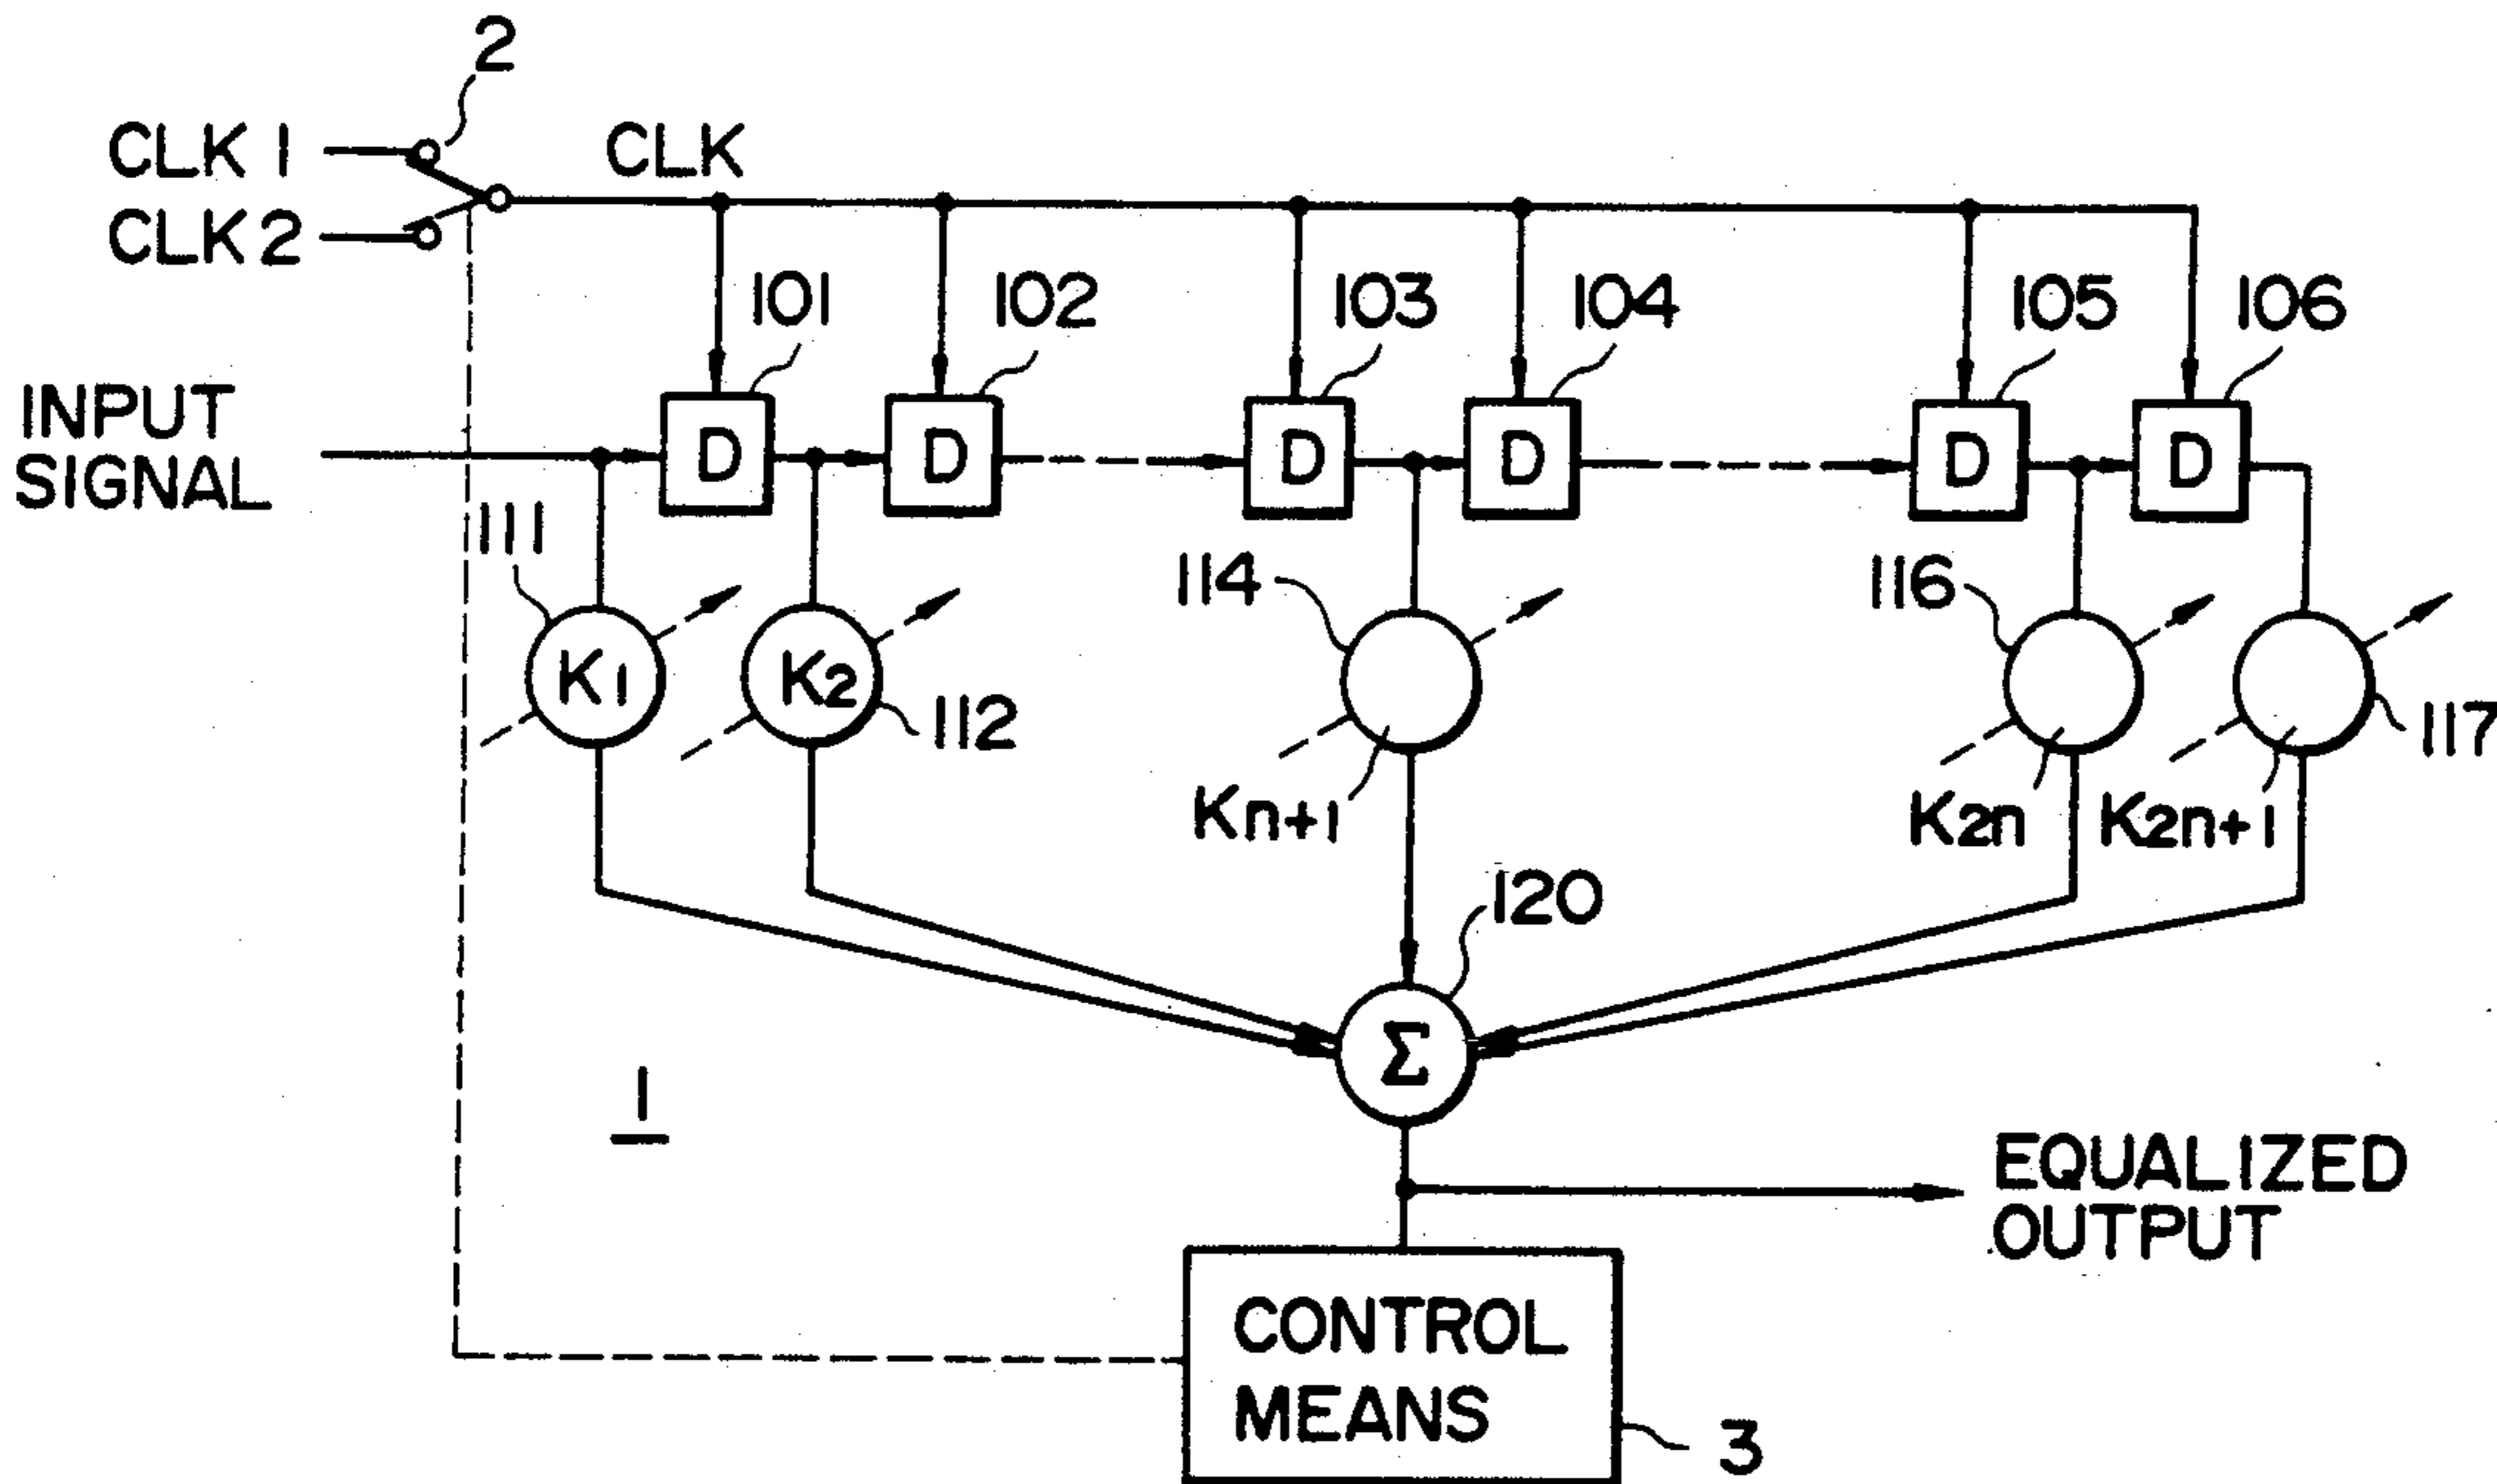 2
CLK 1
CLK
CLK 2
101
102
103
104
105
106
INPUT
SIGNAL
D
D
D
D
D
D
111
114
116
K1
K2
112
117
Kn+1
K2n
K2n+1
120
Σ
1
EQUALIZED
OUTPUT
CONTROL
MEANS
3